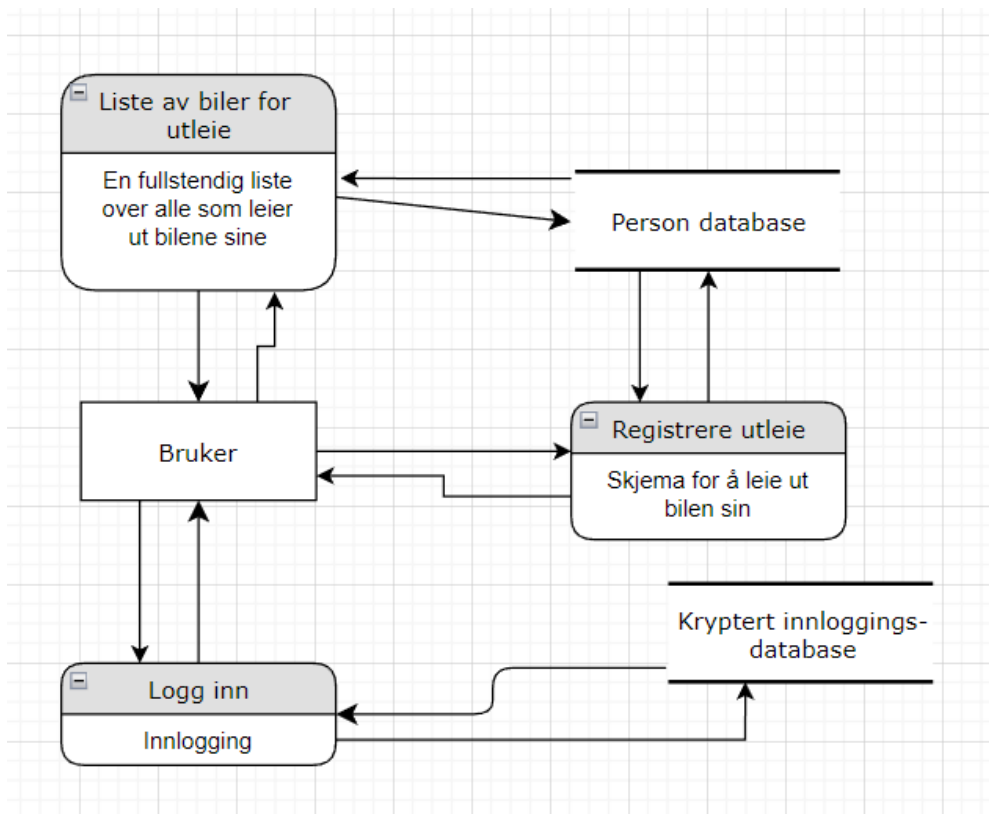 Liste av biler for
utleie
En fullstendig liste
over alle som leier
ut bilene sine
Person database
Bruker
Registrere utleie
Skjema for å leie ut
bilen sin
Kryptert innloggings-
database
Logg inn
Innlogging